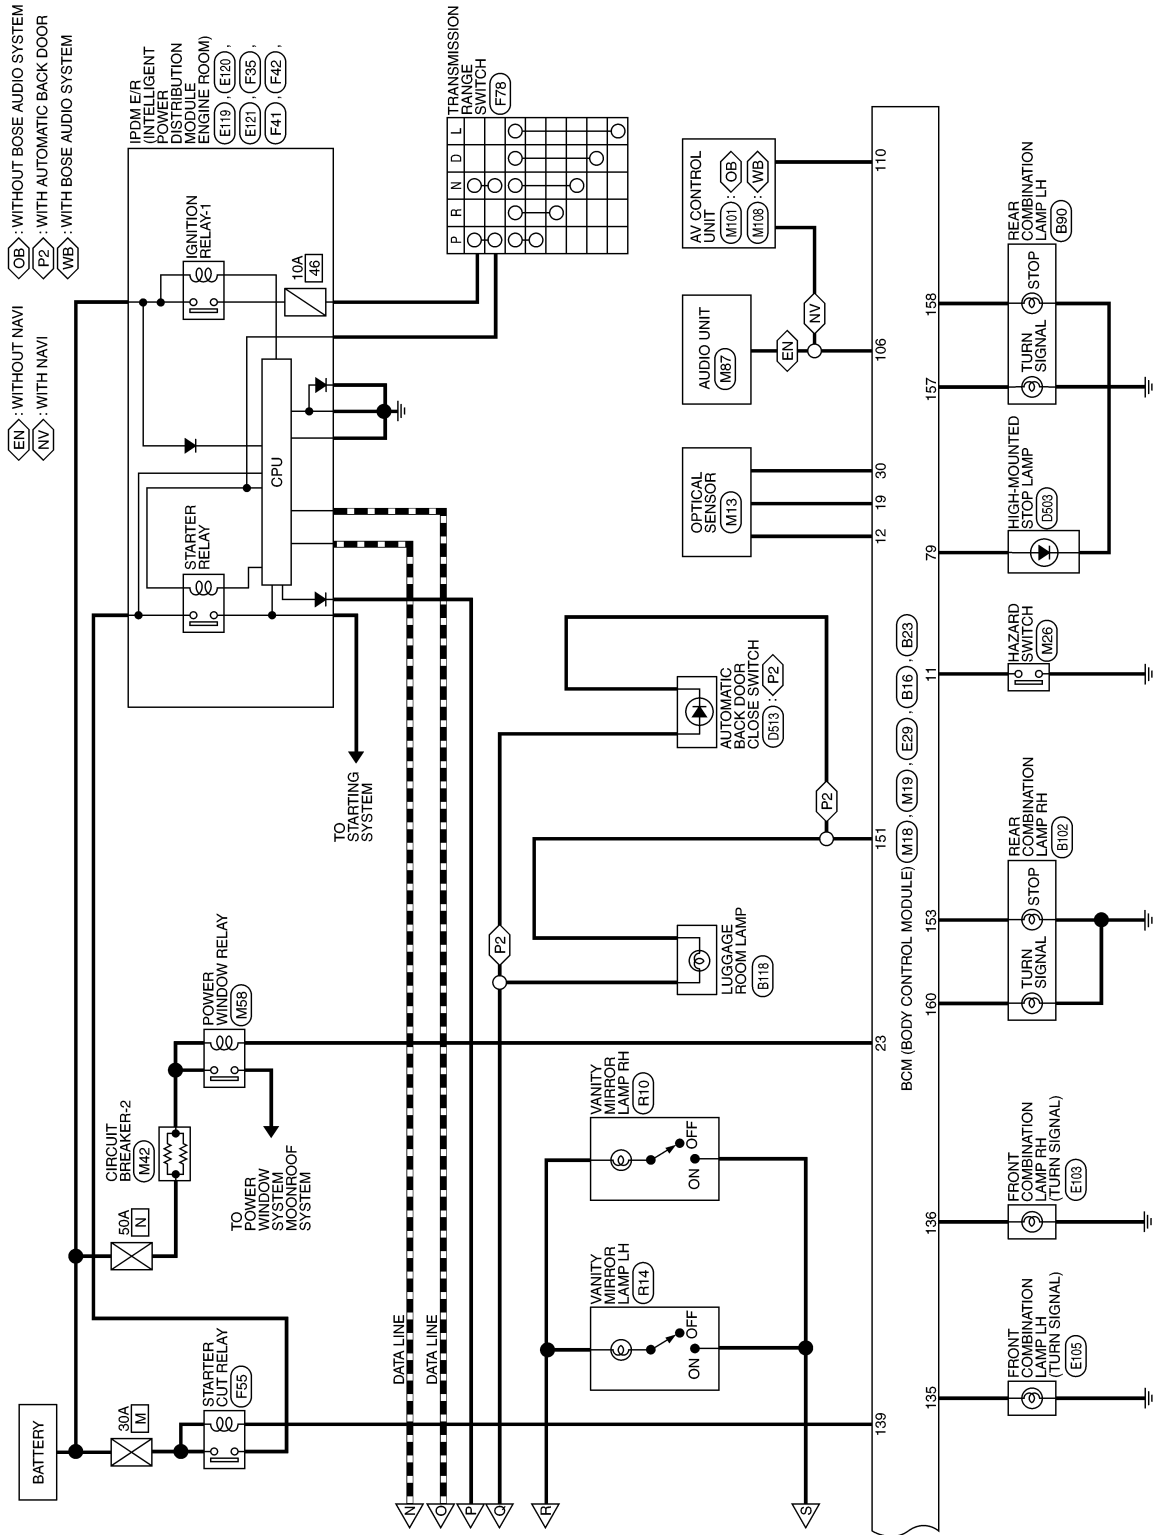 EN : WITHOUT NAVI
NV : WITH NAVI
OB : WITHOUT BOSE AUDIO SYSTEM
P2 : WITH AUTOMATIC BACK DOOR
WB : WITH BOSE AUDIO SYSTEM
BATTERY
30A
M
STARTER
CUT RELAY
F55
50A
N
CIRCUIT
BREAKER-2
M42
POWER
WINDOW RELAY
M58
TO
POWER
WINDOW
SYSTEM
MOONROOF
SYSTEM
IPDM E/R
(INTELLIGENT
POWER
DISTRIBUTION
MODULE
ENGINE ROOM)
E119 , E120 ,
E121 , F35 ,
F41 , F42 ,
STARTER
RELAY
IGNITION
RELAY-1
10A
46
CPU
TO
STARTING
SYSTEM
TRANSMISSION
RANGE
SWITCH
F78
P R N D L
DATA LINE
DATA LINE
N
O
P
Q
R
S
VANITY
MIRROR
LAMP LH
R14
ON
OFF
VANITY
MIRROR
LAMP RH
R10
ON
OFF
LUGGAGE
ROOM LAMP
B118
P2
AUTOMATIC
BACK DOOR
CLOSE SWITCH
D513 : P2
P2
OPTICAL
SENSOR
M13
AUDIO UNIT
M87
EN
NV
AV CONTROL
UNIT
M101 : OB
M108 : WB
139
23
151
12
19
30
106
110
BCM (BODY CONTROL MODULE) M18 , M19 , E29 , B16 , B23
135
136
160
153
11
79
157
158
FRONT
COMBINATION
LAMP LH
(TURN SIGNAL)
E105
FRONT
COMBINATION
LAMP RH
(TURN SIGNAL)
E103
REAR
COMBINATION
LAMP RH
B102
TURN
SIGNAL
STOP
HAZARD
SWITCH
M26
HIGH-MOUNTED
STOP LAMP
D503
REAR
COMBINATION
LAMP LH
B90
TURN
SIGNAL
STOP